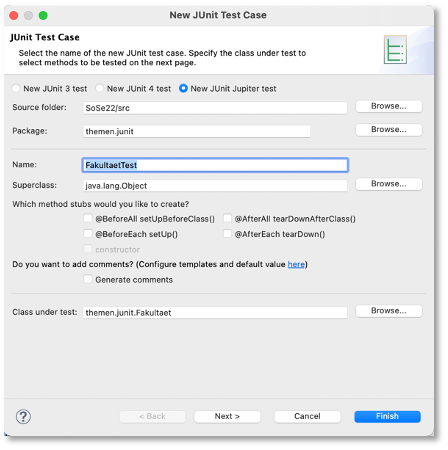 New JUnit Test Case
JUnit Test Case
Select the name of the new JUnit test case. Specify the class under test to
select methods to be tested on the next page.
New JUnit 3 test New JUnit 4 test New JUnit Jupiter test
Source folder: SoSe22/src Browse...
Package: themen.junit Browse...
Name: FakultaetTest
Superclass: java.lang.Object Browse...
Which method stubs would you like to create?
@BeforeAll setUpBeforeClass() @AfterAll tearDownAfterClass()
@BeforeEach setUp() @AfterEach tearDown()
constructor
Do you want to add comments? (Configure templates and default value here)
Generate comments
Class under test: themen.junit.Fakultaet Browse...
? < Back Next > Cancel Finish